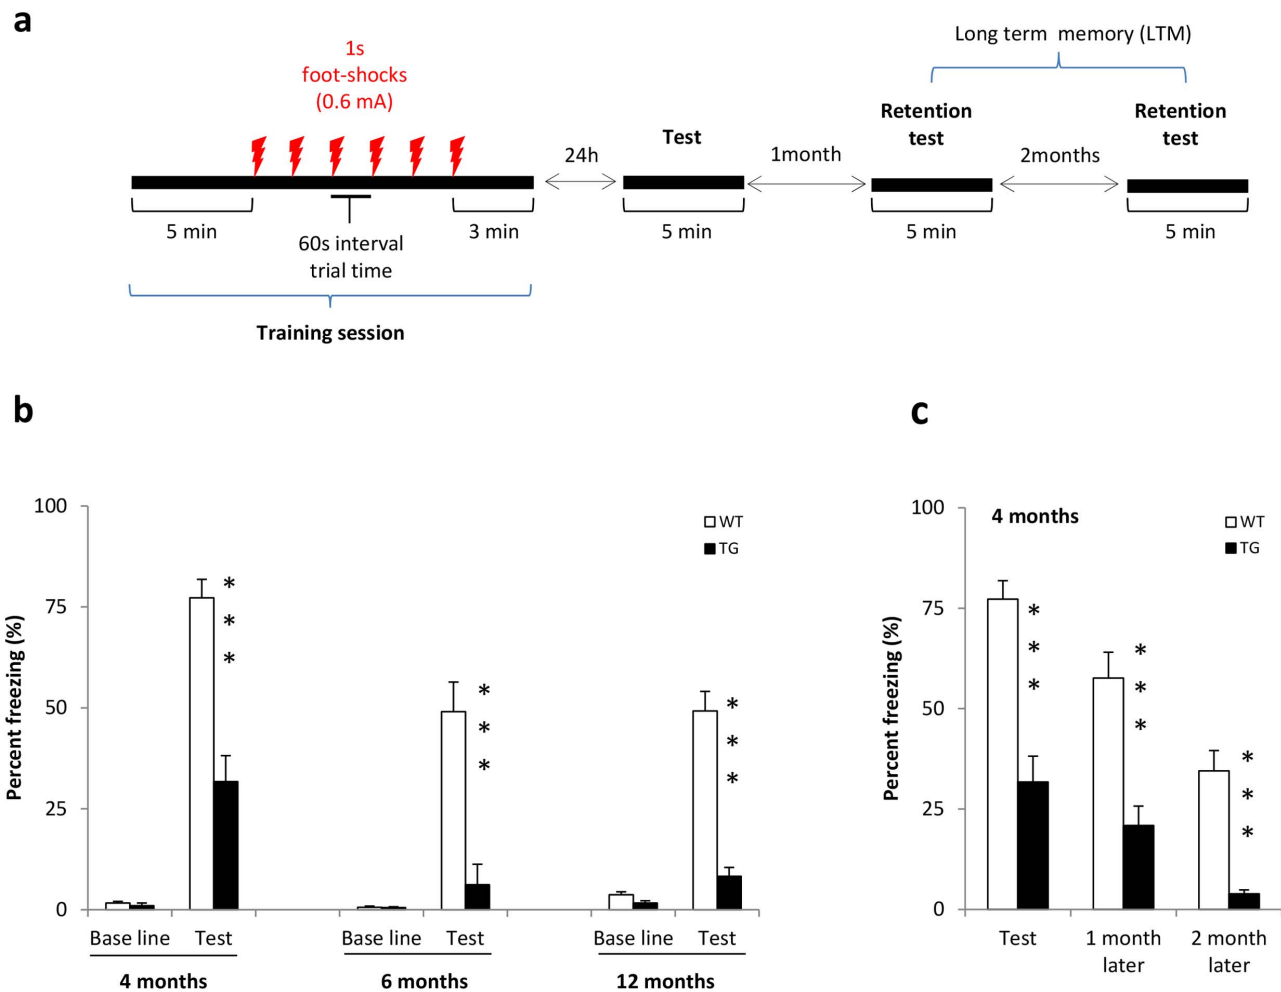 a
1s
foot-shocks
(0.6 mA)
Long term memory (LTM)
Test
Retention
test
Retention
test
24h
1month
2months
5 min
3 min
5 min
5 min
5 min
60s interval
trial time
Training session
b
100
75
50
25
0
Percent freezing (%)
WT
TG
*
*
*
*
*
*
*
*
*
Base line
Test
Base line
Test
Base line
Test
4 months
6 months
12 months
c
100
75
50
25
0
Percent freezing (%)
4 months
WT
TG
*
*
*
*
*
*
*
*
*
Test
1 month
later
2 month
later